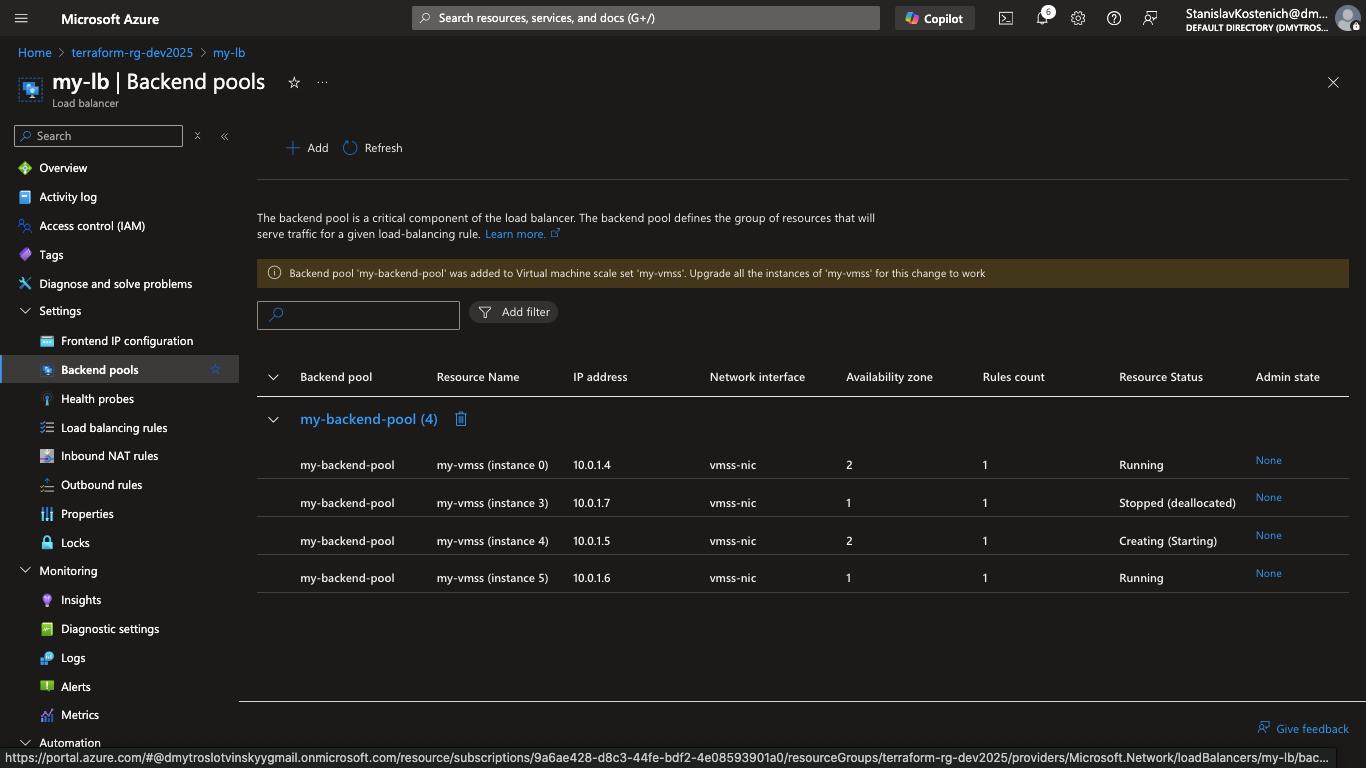 Microsoft Azure
Search resources, services, and docs (G+/)
Copilot
6
StanislavKostenich@dm...
DEFAULT DIRECTORY (DMYTROS...
Home > terraform-rg-dev2025 > my-lb
my-lb | Backend pools
...
Load balancer
Search
Add
Refresh
Overview
Activity log
Access control (IAM)
Tags
Diagnose and solve problems
Settings
Frontend IP configuration
Backend pools
Health probes
Load balancing rules
Inbound NAT rules
Outbound rules
Properties
Locks
Monitoring
Insights
Diagnostic settings
Logs
Alerts
Metrics
Automation
The backend pool is a critical component of the load balancer. The backend pool defines the group of resources that will
serve traffic for a given load-balancing rule. Learn more.
Backend pool 'my-backend-pool' was added to Virtual machine scale set 'my-vmss'. Upgrade all the instances of 'my-vmss' for this change to work
Add filter
Backend pool Resource Name IP address Network interface Availability zone Rules count Resource Status Admin state
my-backend-pool (4)
my-backend-pool my-vmss (instance 0) 10.0.1.4 vmss-nic 2 1 Running None
my-backend-pool my-vmss (instance 3) 10.0.1.7 vmss-nic 1 1 Stopped (deallocated) None
my-backend-pool my-vmss (instance 4) 10.0.1.5 vmss-nic 2 1 Creating (Starting) None
my-backend-pool my-vmss (instance 5) 10.0.1.6 vmss-nic 1 1 Running None
Give feedback
https://portal.azure.com/#@dmytroslotvinskyygmail.onmicrosoft.com/resource/subscriptions/9a6ae428-d8c3-44fe-bdf2-4e08593901a0/resourceGroups/terraform-rg-dev2025/providers/Microsoft.Network/loadBalancers/my-lb/bac...